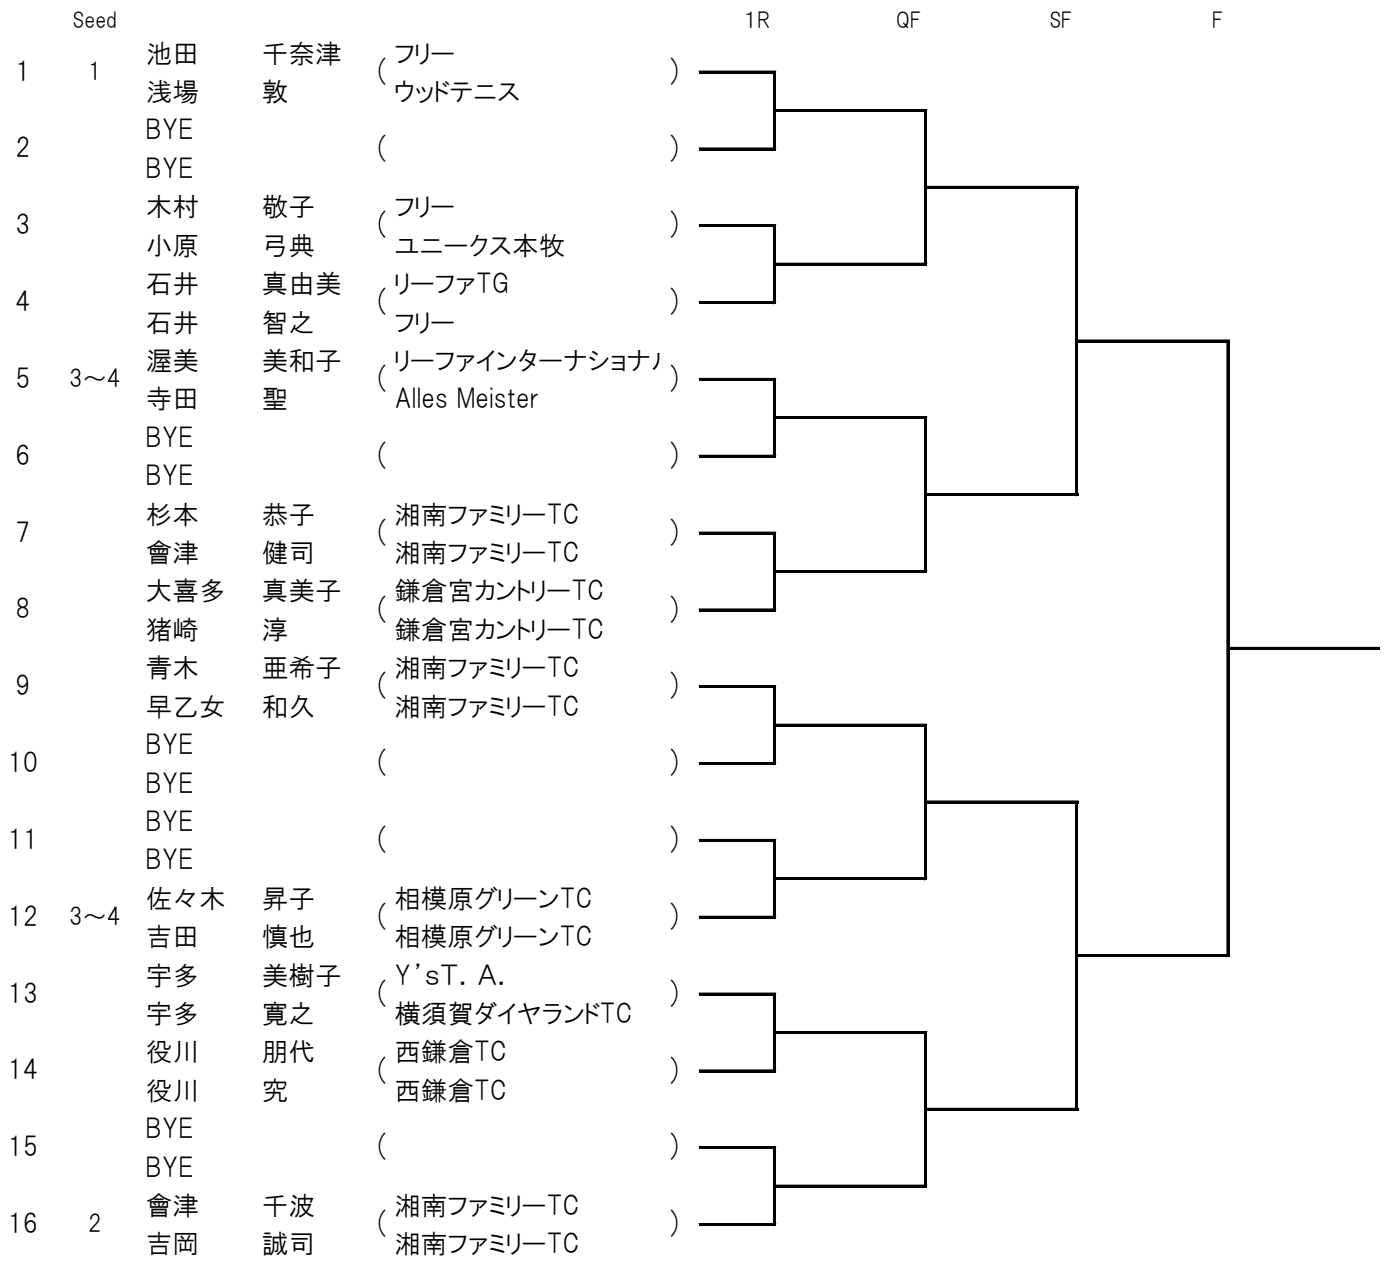 Seed 1R QF SF F
池田 千奈津 フリー
1 1 ( )
浅場 敦 ウッドテニス
BYE
2 ( )
BYE
木村 敬子 フリー
3 ( )
小原 弓典 ユニークス本牧
石井 真由美 リーファTG
4 ( )
石井 智之 フリー
渥美 美和子 リーファインターナショナル
5 3～4 ( )
寺田 聖 Alles Meister
BYE
6 ( )
BYE
杉本 恭子 湘南ファミリーTC
7 ( )
會津 健司 湘南ファミリーTC
大喜多 真美子 鎌倉宮カントリーTC
8 ( )
猪崎 淳 鎌倉宮カントリーTC
青木 亜希子 湘南ファミリーTC
9 ( )
早乙女 和久 湘南ファミリーTC
BYE
10 ( )
BYE
BYE
11 ( )
BYE
佐々木 昇子 相模原グリーンTC
12 3～4 ( )
吉田 慎也 相模原グリーンTC
宇多 美樹子 Y’sT．A．
13 ( )
宇多 寛之 横須賀ダイヤランドTC
役川 朋代 西鎌倉TC
14 ( )
役川 究 西鎌倉TC
BYE
15 ( )
BYE
會津 千波 湘南ファミリーTC
16 2 ( )
吉岡 誠司 湘南ファミリーTC